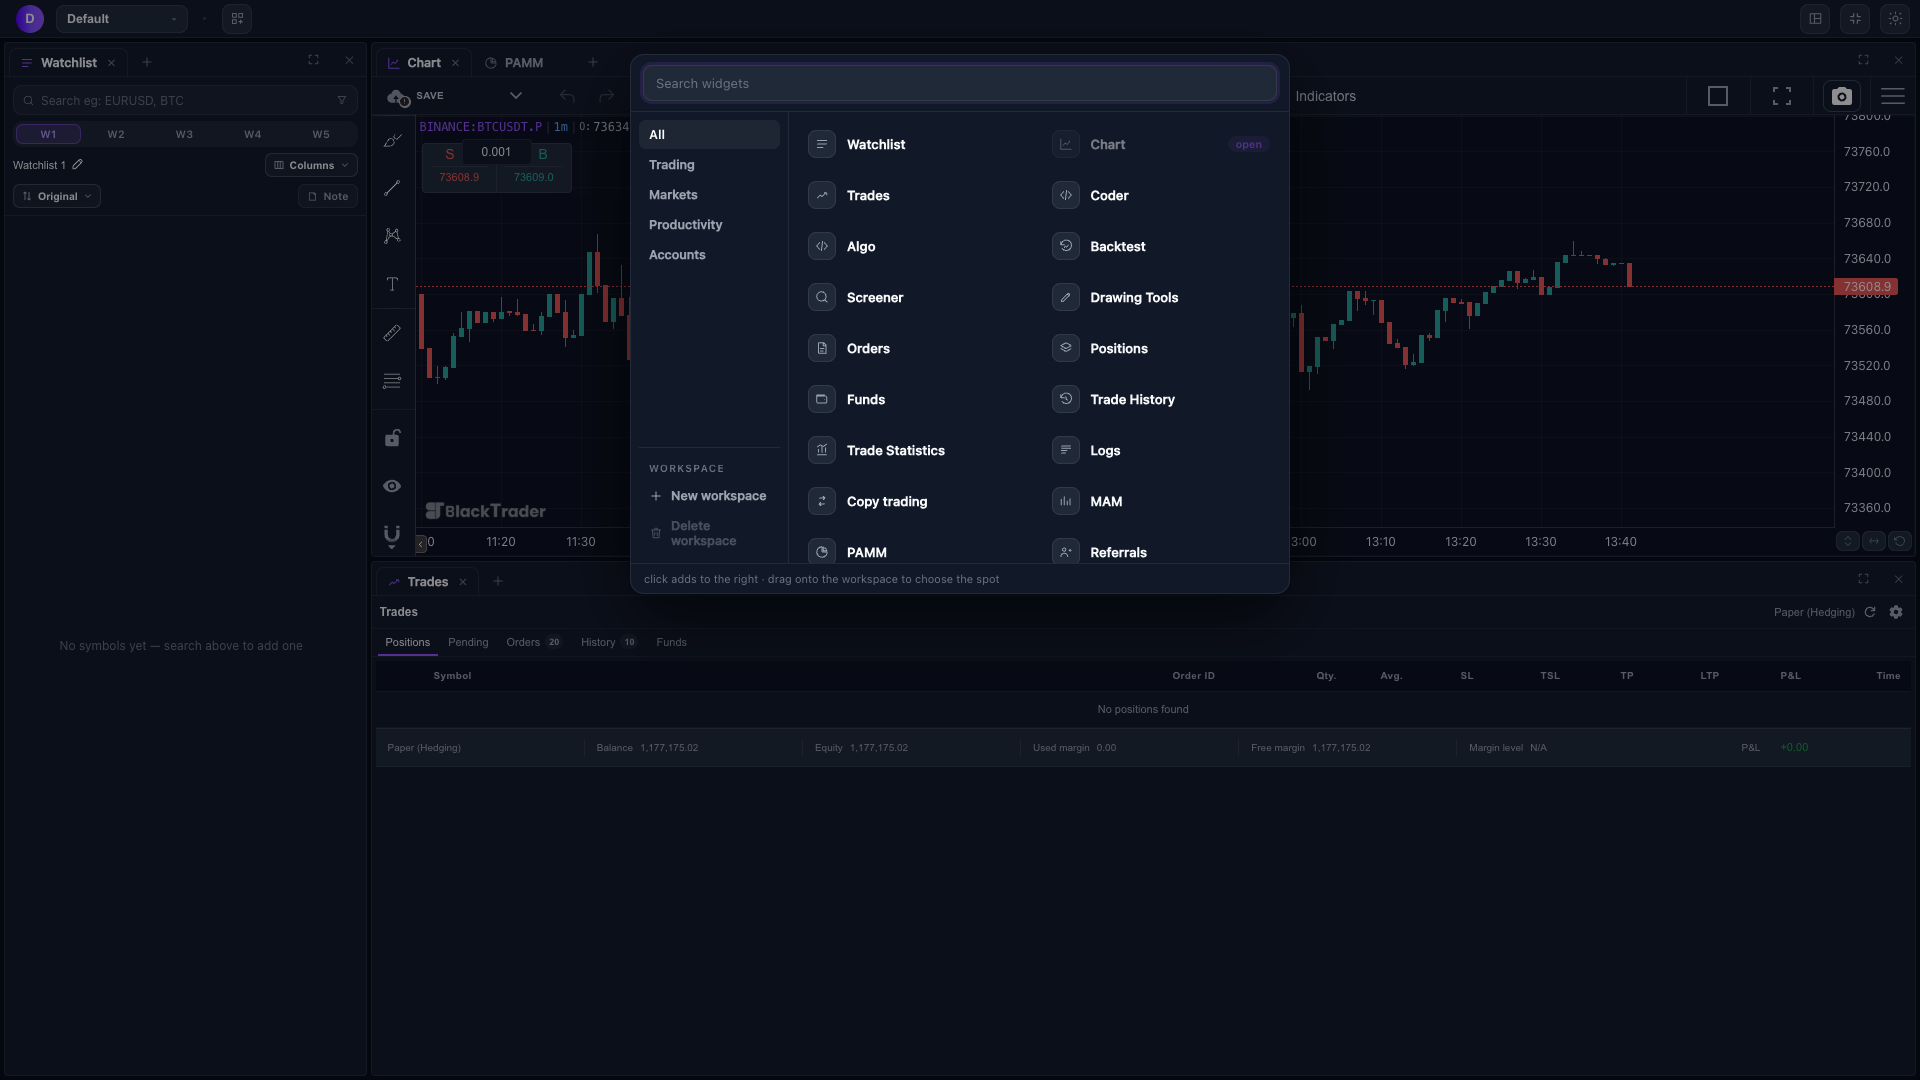 D
Default
Watchlist
Search eg: EURUSD, BTC
W1 W2 W3 W4 W5
Watchlist 1
Columns
Original
Note
No symbols yet — search above to add one
Chart
PAMM
SAVE
Indicators
BINANCE:BTCUSDT.P 1m 0: 73634
S 0.001 B
73608.9 73609.0
BlackTrader
11:20 11:30
3:00 13:10 13:20 13:30 13:40
73760.0
73720.0
73680.0
73640.0
73608.9
73560.0
73520.0
73480.0
73440.0
73400.0
73360.0
Search widgets
All
Trading
Markets
Productivity
Accounts
WORKSPACE
New workspace
Delete workspace
Watchlist
Chart open
Trades
Coder
Algo
Backtest
Screener
Drawing Tools
Orders
Positions
Funds
Trade History
Trade Statistics
Logs
Copy trading
MAM
PAMM
Referrals
click adds to the right · drag onto the workspace to choose the spot
Trades
Trades
Paper (Hedging)
Positions Pending Orders 20 History 10 Funds
Symbol Order ID Qty. Avg. SL TSL TP LTP P&L Time
No positions found
Paper (Hedging) Balance 1,177,175.02 Equity 1,177,175.02 Used margin 0.00 Free margin 1,177,175.02 Margin level N/A P&L +0.00